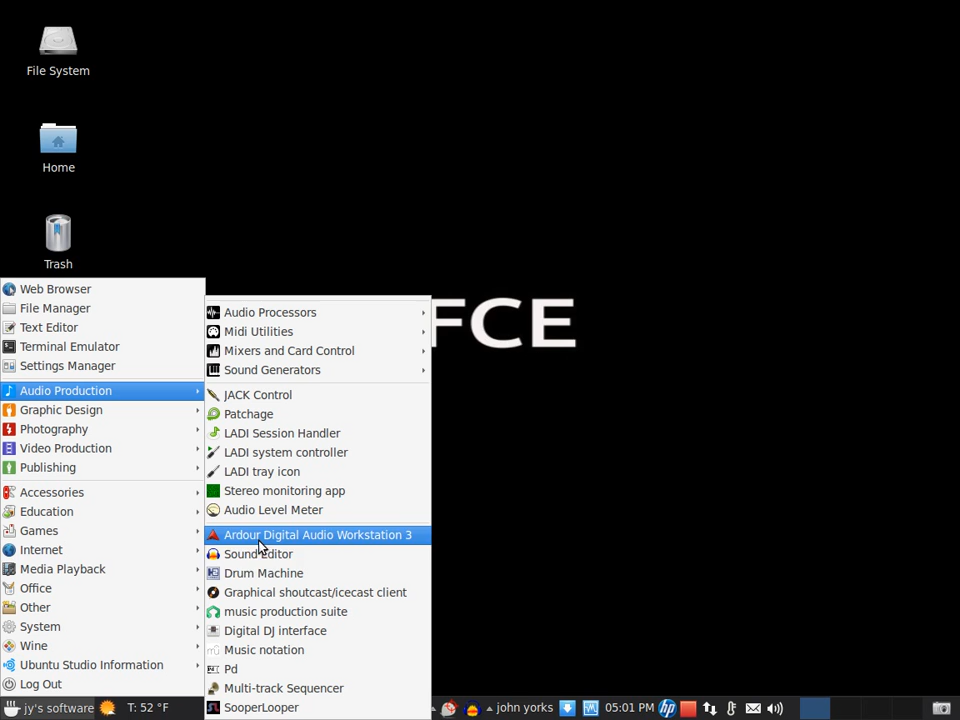 File System
Home
Trash
FCE
Web Browser
File Manager
Text Editor
Terminal Emulator
Settings Manager
Audio Production
Graphic Design
Photography
Video Production
Publishing
Accessories
Education
Games
Internet
Media Playback
Office
Other
System
Wine
Ubuntu Studio Information
Log Out
Audio Processors
Midi Utilities
Mixers and Card Control
Sound Generators
JACK Control
Patchage
LADI Session Handler
LADI system controller
LADI tray icon
Stereo monitoring app
Audio Level Meter
Ardour Digital Audio Workstation 3
Sound Editor
Drum Machine
Graphical shoutcast/icecast client
music production suite
Digital DJ interface
Music notation
Pd
Multi-track Sequencer
SooperLooper
jy's software T: 52 °F john yorks 05:01 PM hp